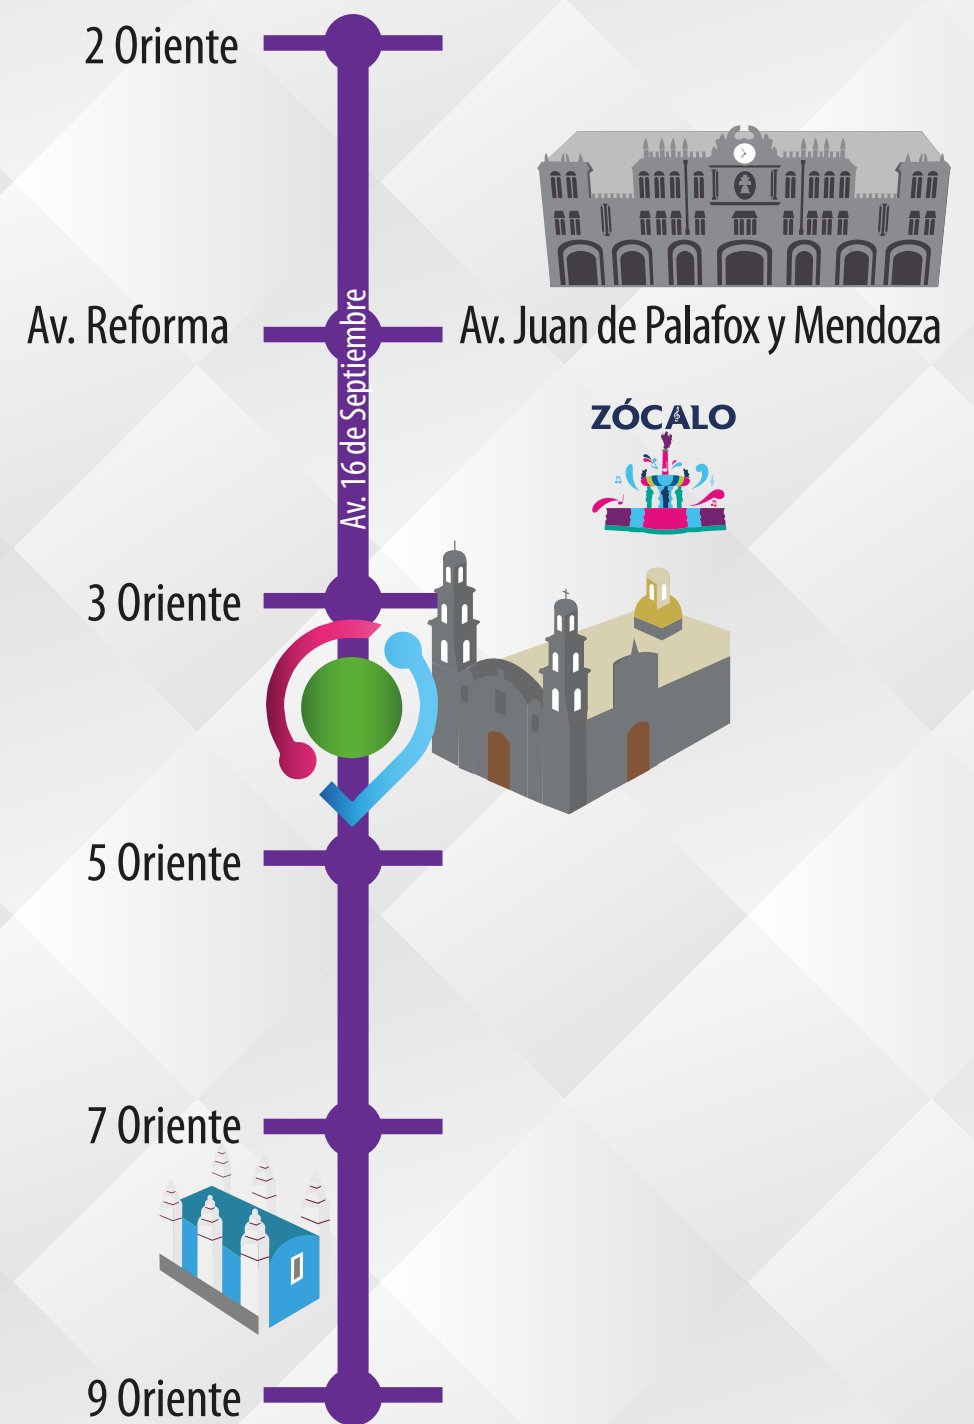 2 Oriente
Av. Reforma
Av. 16 de Septiembre
Av. Juan de Palafox y Mendoza
ZÓCALO
3 Oriente
5 Oriente
7 Oriente
9 Oriente